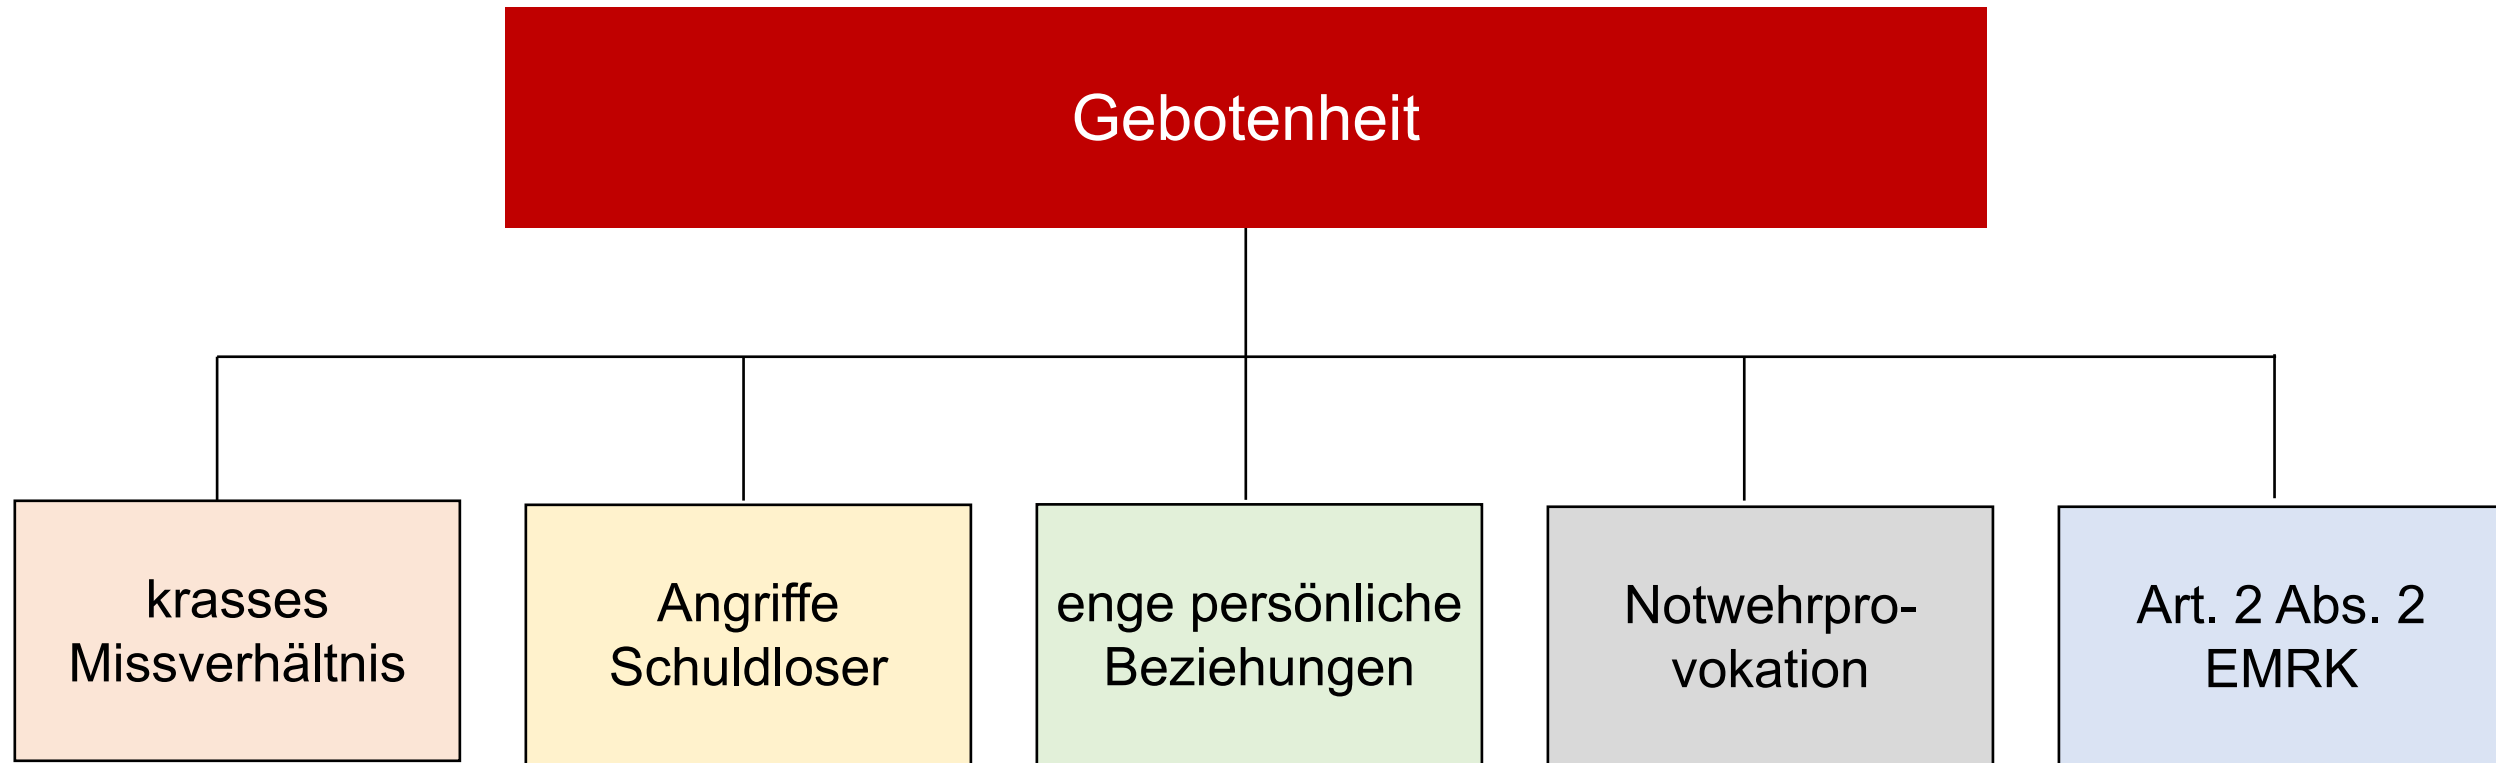 Gebotenheit
krasses
Missverhältnis
Angriffe
Schuldloser
enge persönliche
Beziehungen
Notwehrpro–
vokation
Art. 2 Abs. 2
EMRK